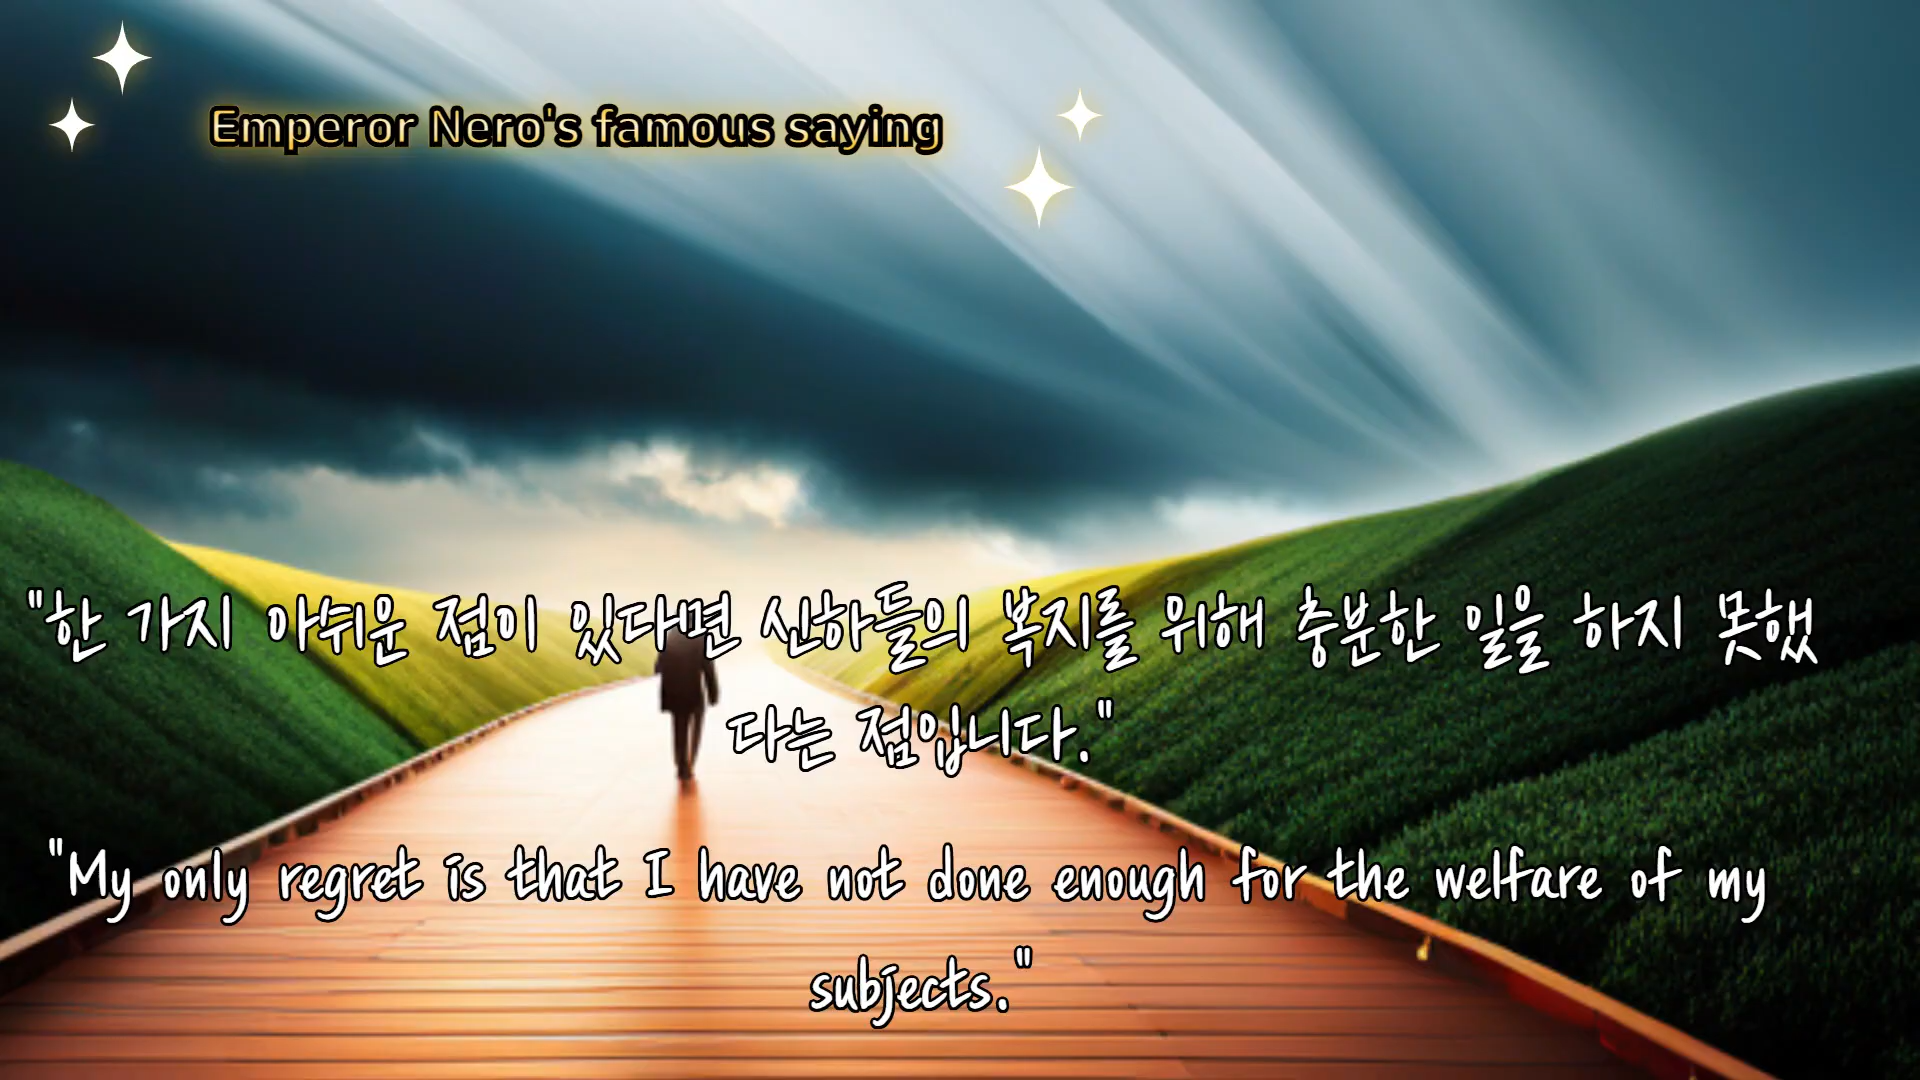 Emperor Nero's famous saying
"한 가지 아쉬운 점이 있다면 신하들의 복지를 위해 충분한 일을 하지 못했
다는 점입니다."
"My only regret is that I have not done enough for the welfare of my
subjects."